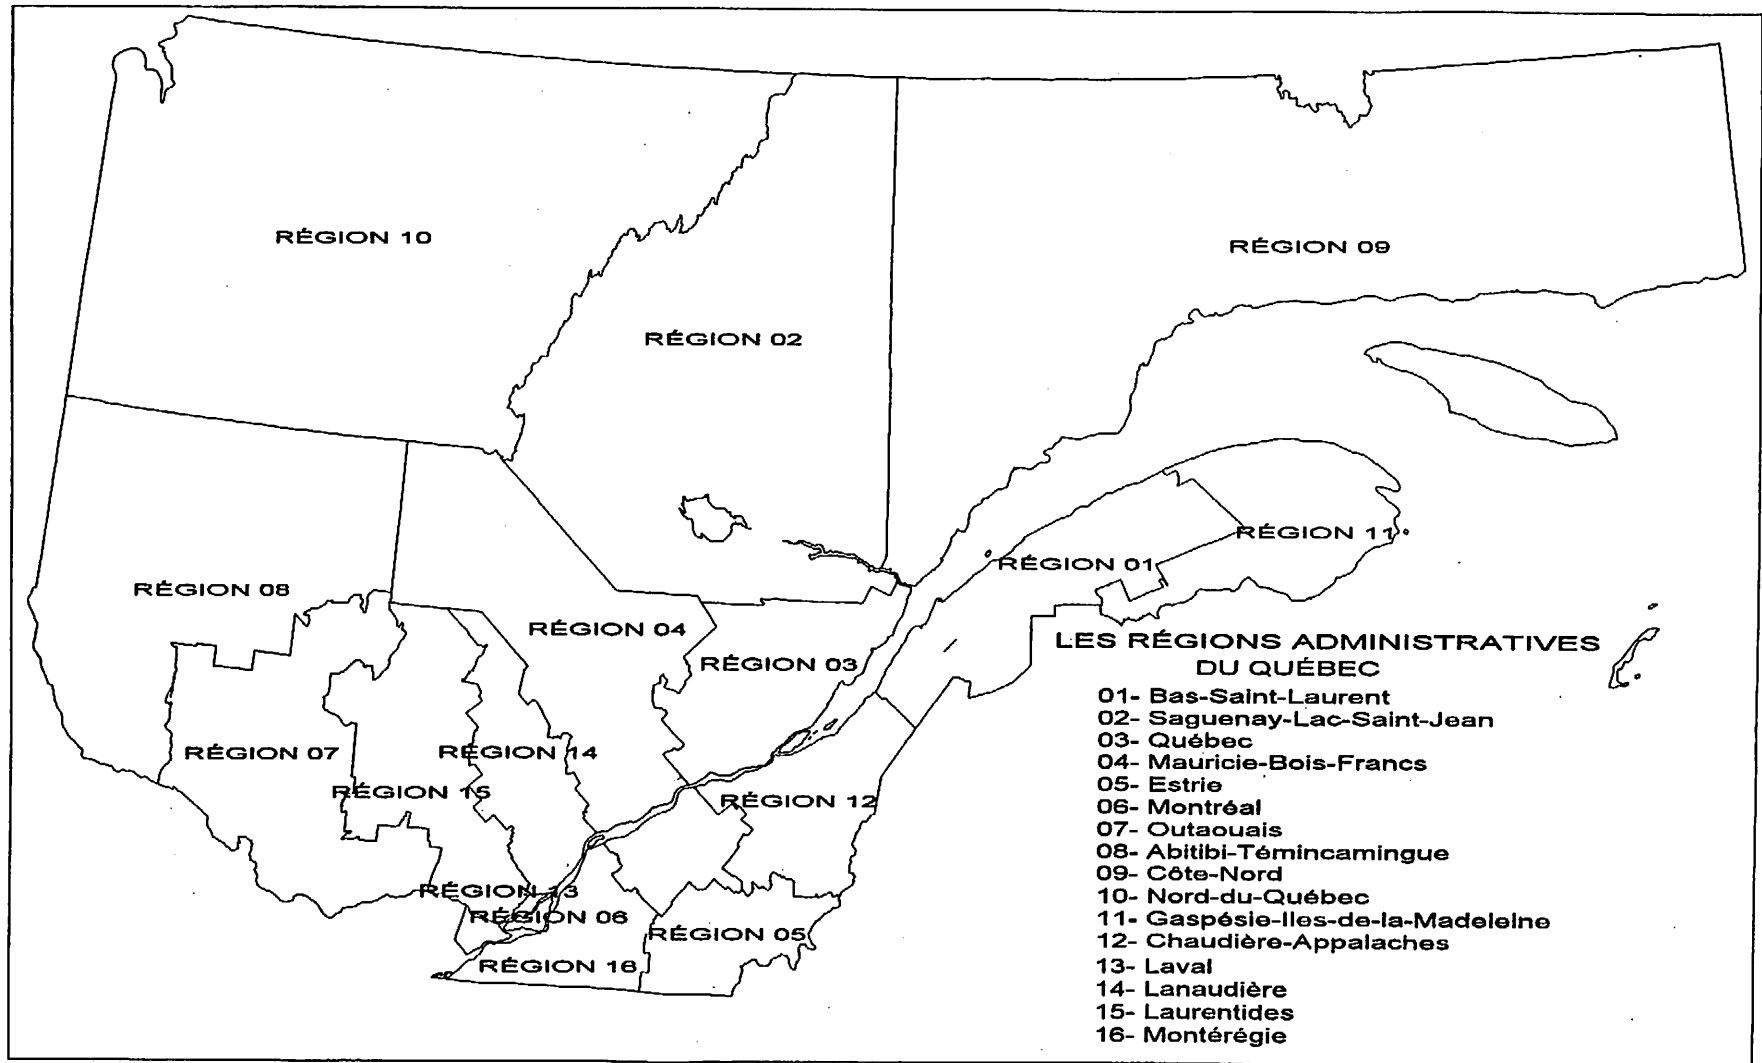 RÉGION 10
RÉGION 09
RÉGION 02
RÉGION 11
RÉGION 01
RÉGION 08
RÉGION 04
RÉGION 03
RÉGION 07
RÉGION 14
RÉGION 15
RÉGION 12
RÉGION 13
RÉGION 06
RÉGION 05
RÉGION 16
LES RÉGIONS ADMINISTRATIVES
DU QUÉBEC
01- Bas-Saint-Laurent
02- Saguenay-Lac-Saint-Jean
03- Québec
04- Mauricie-Bois-Francs
05- Estrie
06- Montréal
07- Outaouais
08- Abitibi-Témincamingue
09- Côte-Nord
10- Nord-du-Québec
11- Gaspésie-Iles-de-la-Madeleine
12- Chaudière-Appalaches
13- Laval
14- Lanaudière
15- Laurentides
16- Montérégie